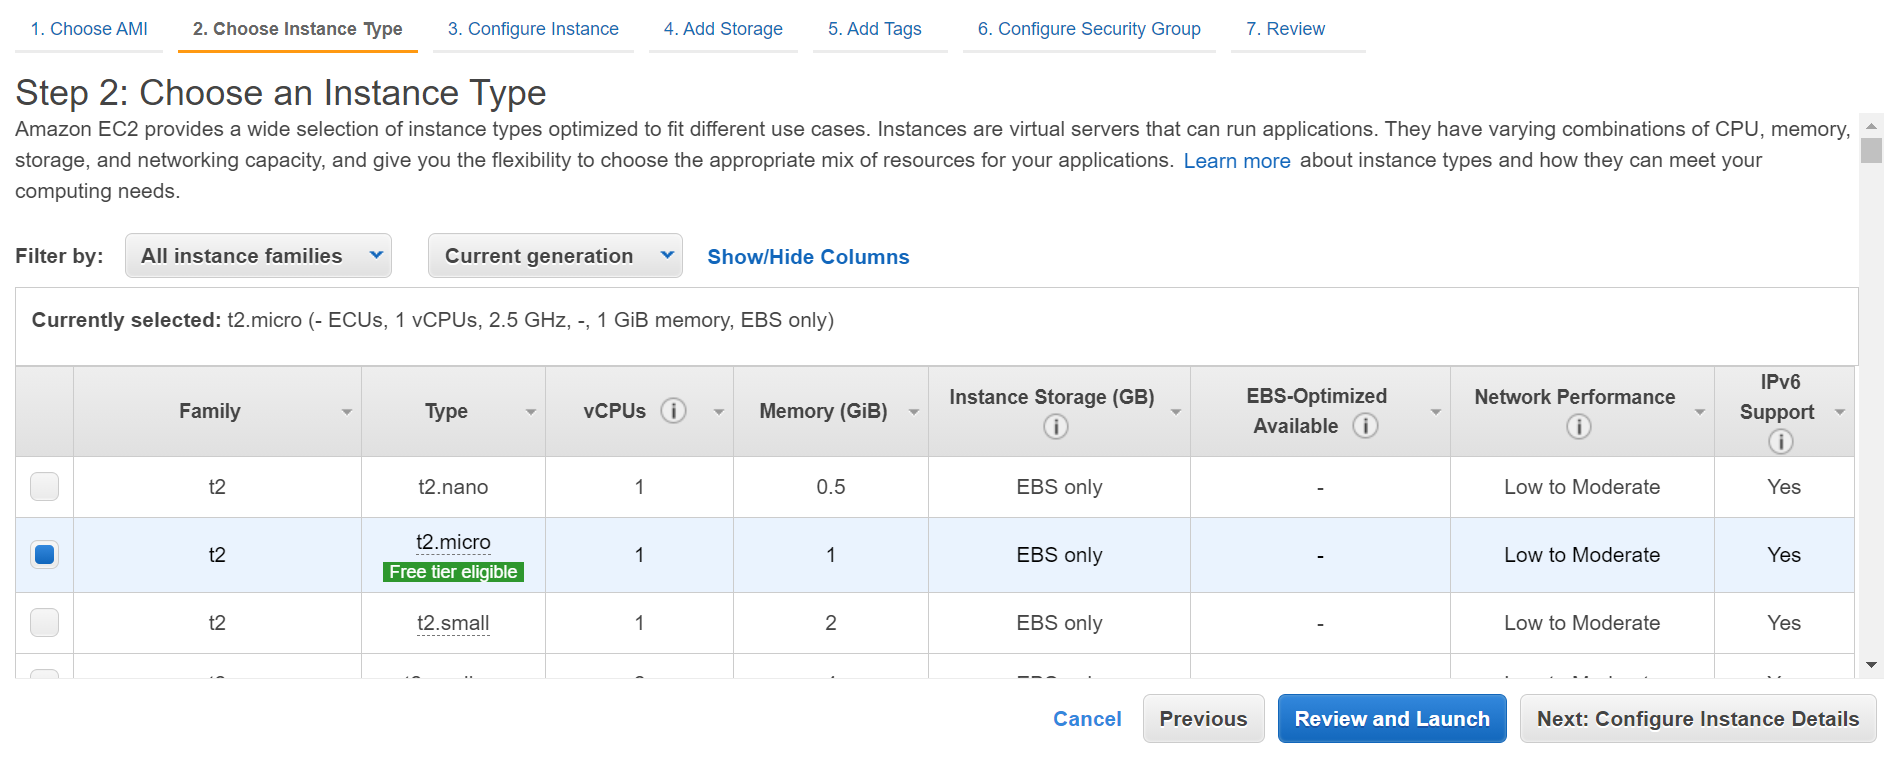 1. Choose AMI 2. Choose Instance Type 3. Configure Instance 4. Add Storage 5. Add Tags 6. Configure Security Group 7. Review
Step 2: Choose an Instance Type
Amazon EC2 provides a wide selection of instance types optimized to fit different use cases. Instances are virtual servers that can run applications. They have varying combinations of CPU, memory,
storage, and networking capacity, and give you the flexibility to choose the appropriate mix of resources for your applications. Learn more about instance types and how they can meet your
computing needs.
Filter by: All instance families Current generation Show/Hide Columns
Currently selected: t2.micro (- ECUs, 1 vCPUs, 2.5 GHz, -, 1 GiB memory, EBS only)
Family Type vCPUs Memory (GiB) Instance Storage (GB) EBS-Optimized Available Network Performance IPv6 Support
t2 t2.nano 1 0.5 EBS only - Low to Moderate Yes
t2 t2.micro Free tier eligible 1 1 EBS only - Low to Moderate Yes
t2 t2.small 1 2 EBS only - Low to Moderate Yes
Cancel Previous Review and Launch Next: Configure Instance Details